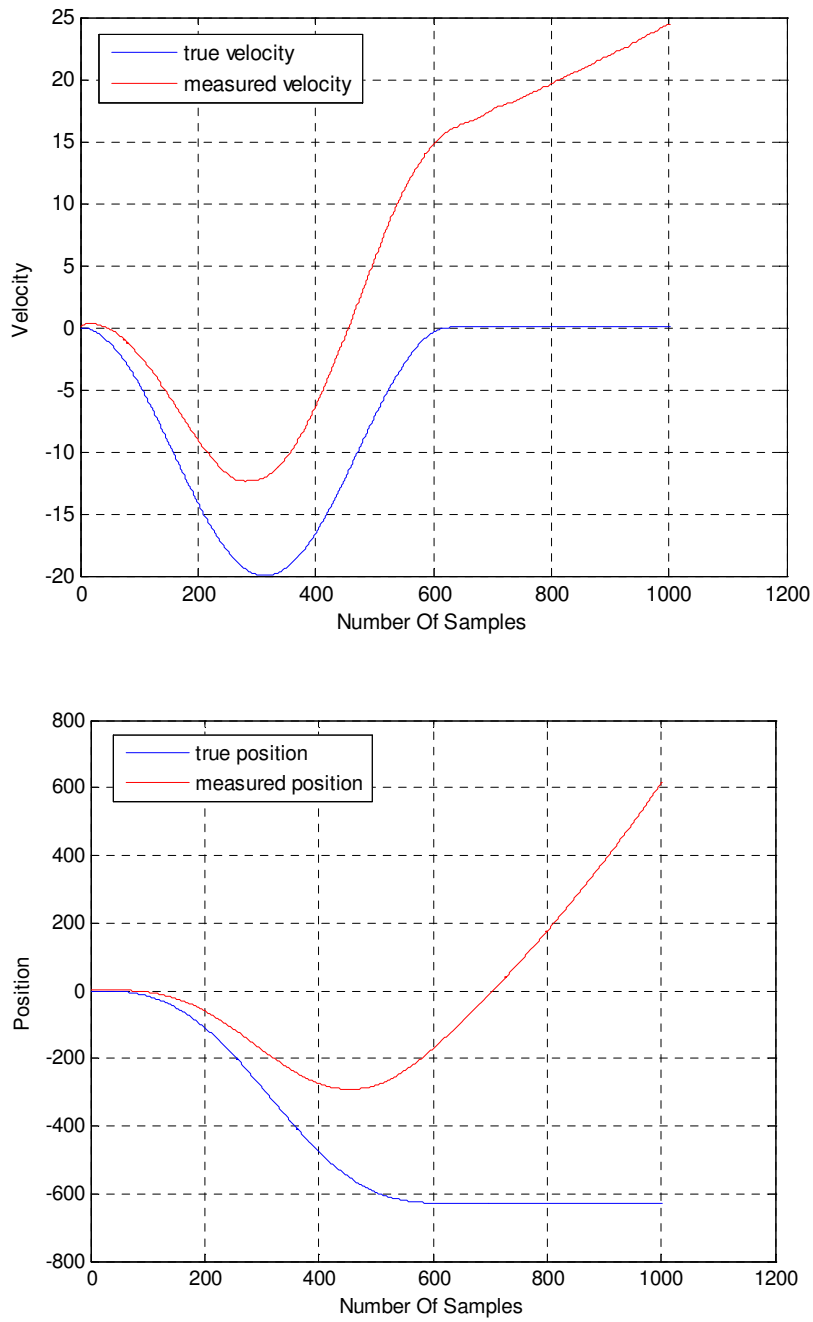 25
20
15
10
5
0
-5
-10
-15
-20
Velocity
true velocity
measured velocity
0 200 400 600 800 1000 1200
Number Of Samples
800
600
400
200
0
-200
-400
-600
-800
Position
true position
measured position
0 200 400 600 800 1000 1200
Number Of Samples